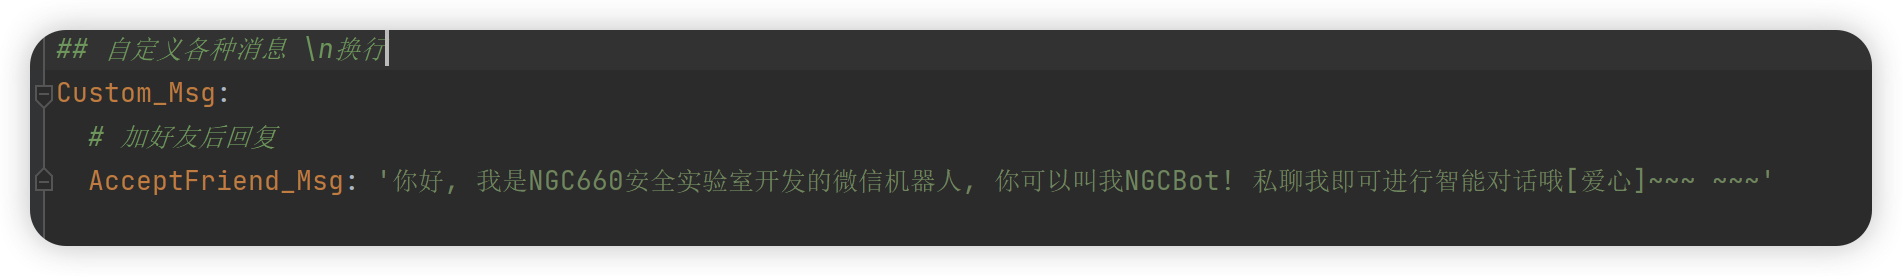 ## 自定义各种消息 \n换行
Custom_Msg:
# 加好友后回复
AcceptFriend_Msg: '你好, 我是NGC660安全实验室开发的微信机器人, 你可以叫我NGCBot! 私聊我即可进行智能对话哦[爱心]~~~ ~~~'